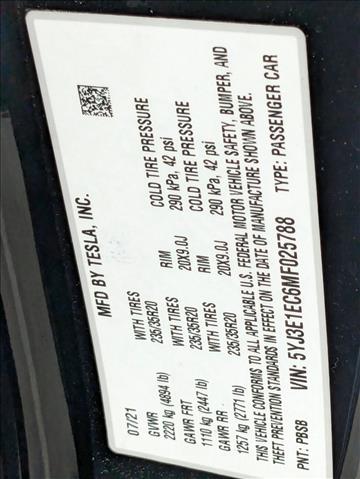 MFD BY TESLA, INC.
07/21
GVWR
2220 kg (4894 lb)
GAWR FRT WITH TIRES RIM COLD TIRE PRESSURE
1110 kg (2447 lb) 235/35R20 20X9.0J 290 kPa, 42 psi
GAWR RR WITH TIRES RIM COLD TIRE PRESSURE
1257 kg (2771 lb) 235/35R20 20X9.0J 290 kPa, 42 psi
THIS VEHICLE CONFORMS TO ALL APPLICABLE U.S. FEDERAL MOTOR VEHICLE SAFETY, BUMPER, AND
THEFT PREVENTION STANDARDS IN EFFECT ON THE DATE OF MANUFACTURE SHOWN ABOVE.
PNT: PBSB VIN: 5YJ3E1EC6MF025788 TYPE: PASSENGER CAR